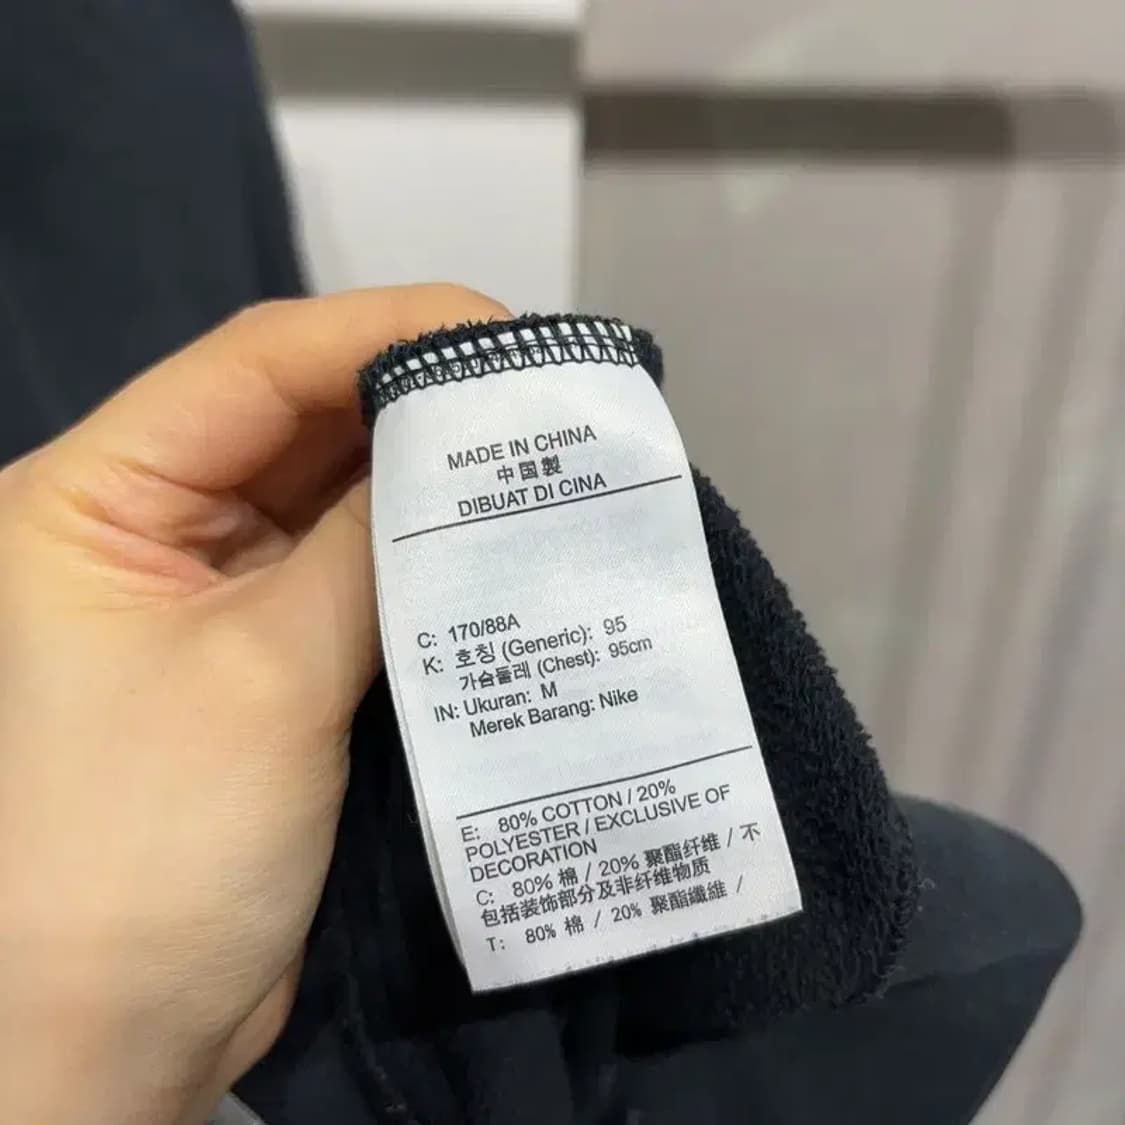 MADE IN CHINA
中国製
DIBUAT DI CINA
C: 170/88A
K: 호칭 (Generic): 95
가슴둘레 (Chest): 95cm
IN: Ukuran: M
Merek Barang: Nike
E: 80% COTTON / 20%
POLYESTER / EXCLUSIVE OF
DECORATION
C: 80% 棉 / 20% 聚酯纤维 / 不
包括装饰部分及非纤维物质
T: 80% 棉 / 20% 聚酯纖維 /